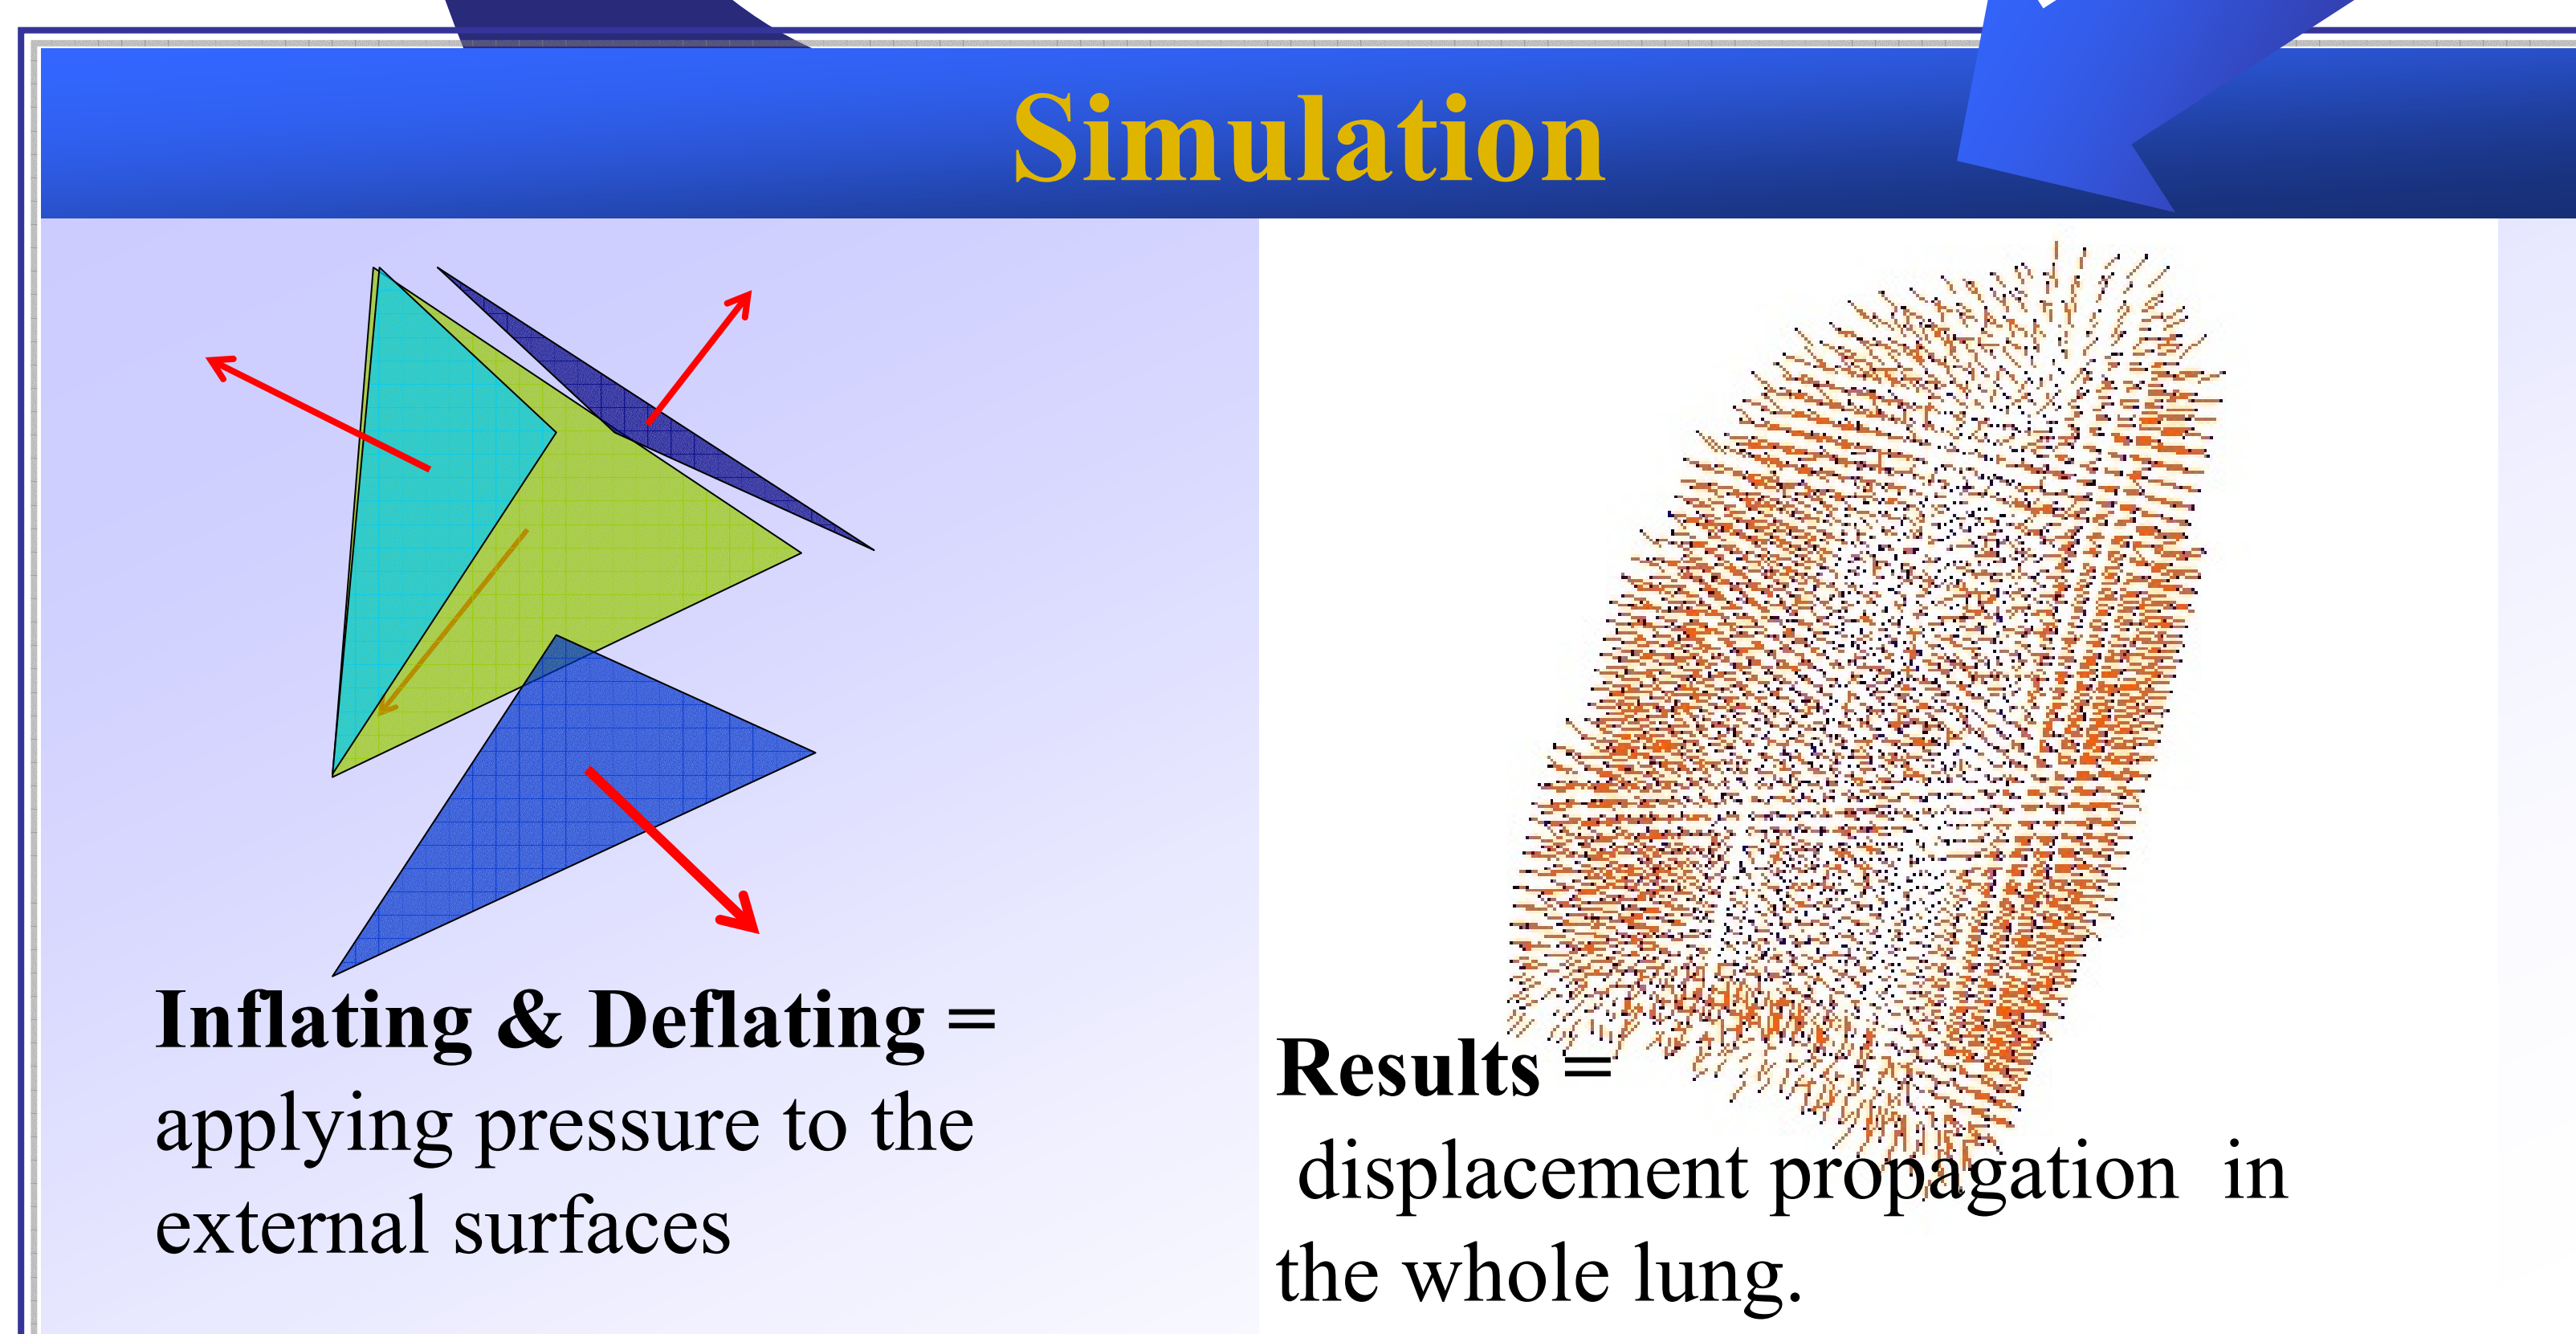 Simulation
Inflating & Deflating =
applying pressure to the
external surfaces
Results =
displacement propagation in
the whole lung.